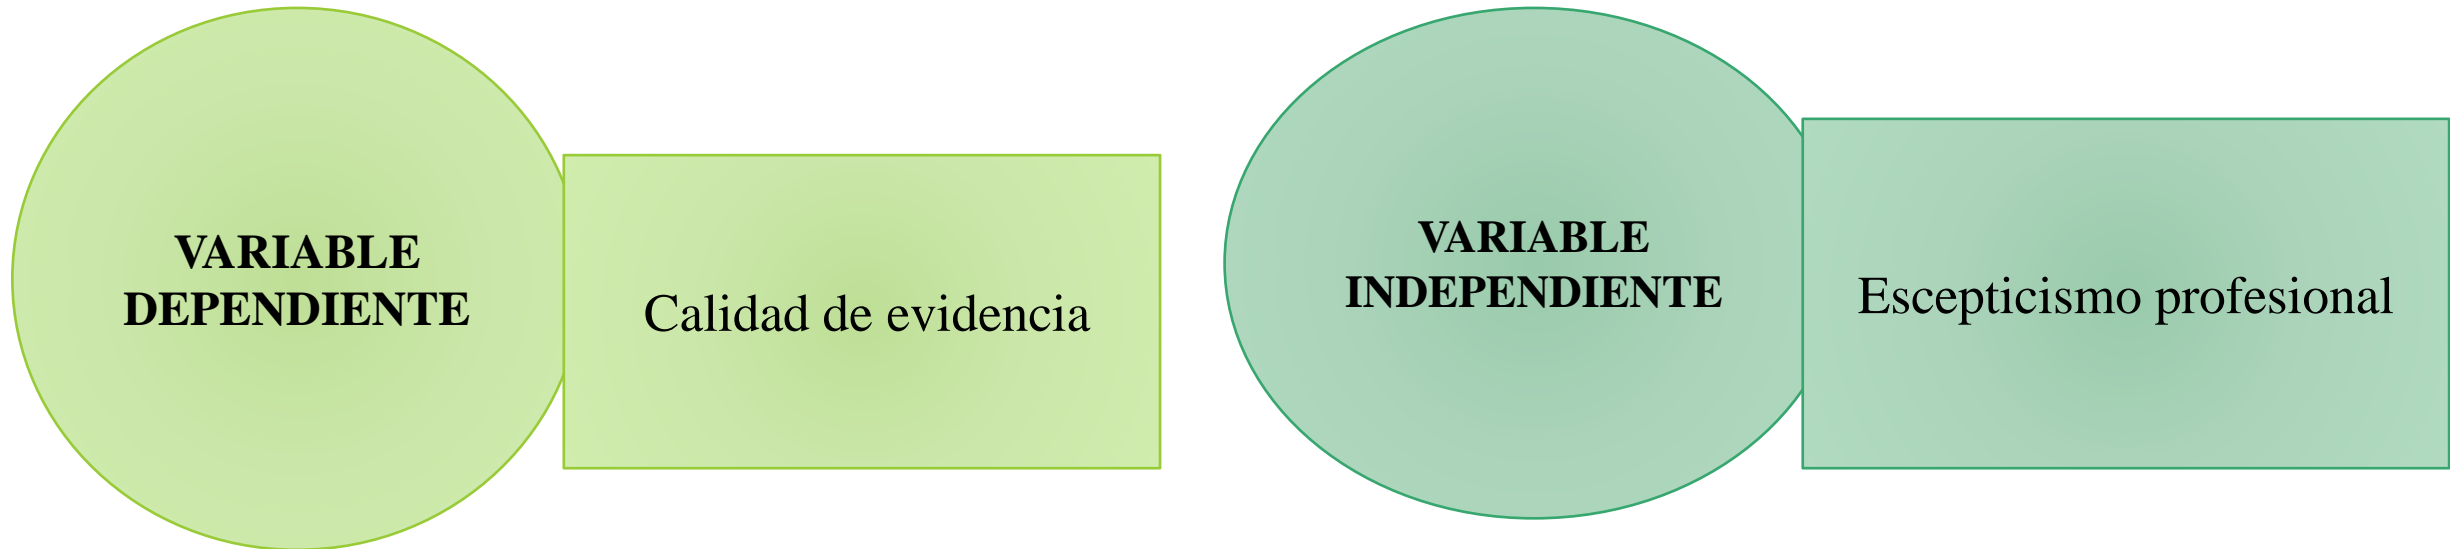 VARIABLE
DEPENDIENTE
Calidad de evidencia
VARIABLE
INDEPENDIENTE
Escepticismo profesional